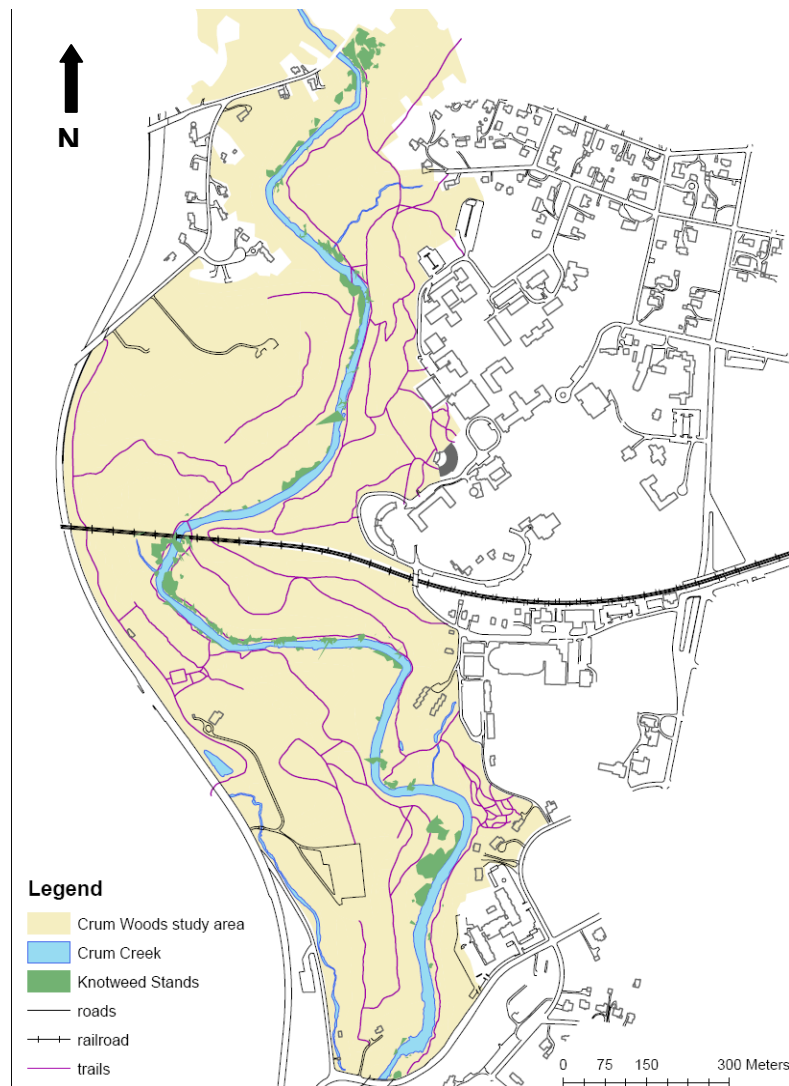 N
Legend
Crum Woods study area
Crum Creek
Knotweed Stands
roads
railroad
trails
0 75 150 300 Meters